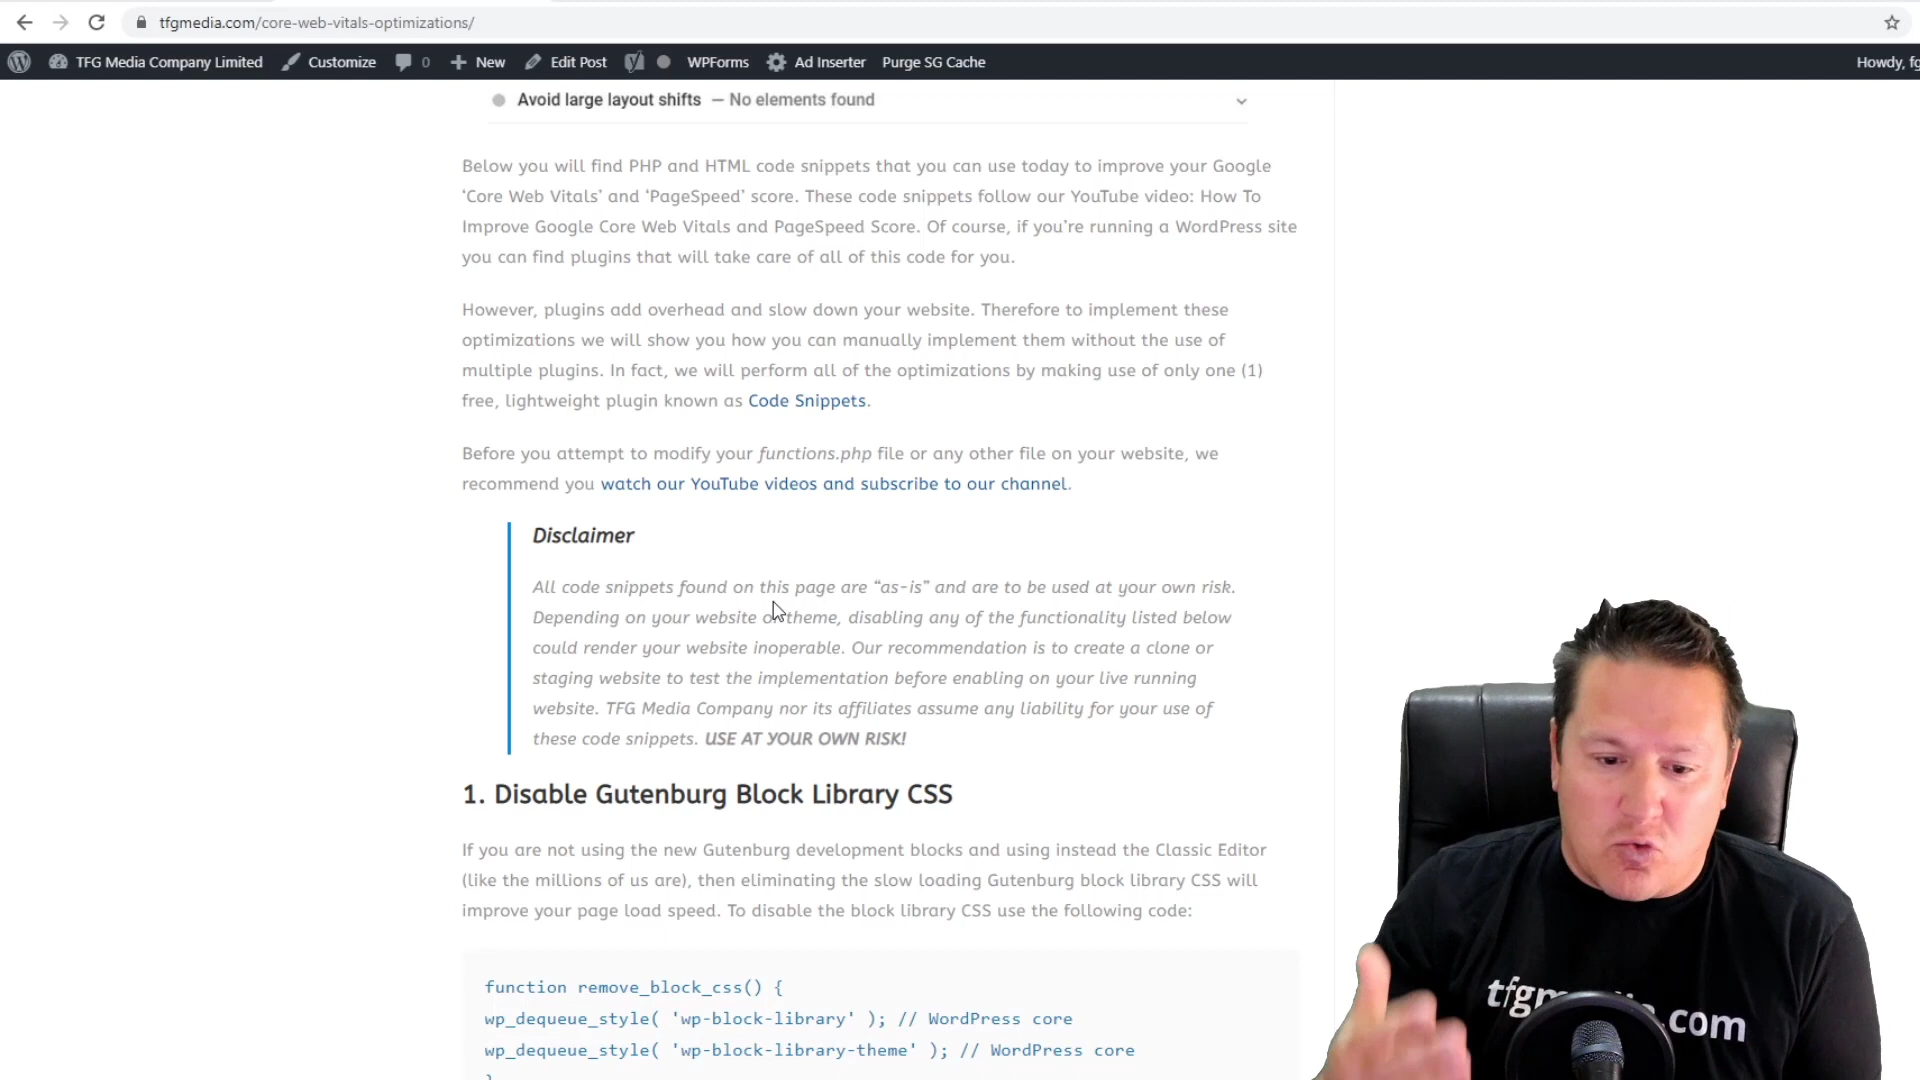 tfgmedia.com/core-web-vitals-optimizations/
TFG Media Company Limited Customize 0 New Edit Post WPForms Ad Inserter Purge SG Cache Howdy, fg
Avoid large layout shifts — No elements found
Below you will find PHP and HTML code snippets that you can use today to improve your Google
‘Core Web Vitals’ and ‘PageSpeed’ score. These code snippets follow our YouTube video: How To
Improve Google Core Web Vitals and PageSpeed Score. Of course, if you’re running a WordPress site
you can find plugins that will take care of all of this code for you.
However, plugins add overhead and slow down your website. Therefore to implement these
optimizations we will show you how you can manually implement them without the use of
multiple plugins. In fact, we will perform all of the optimizations by making use of only one (1)
free, lightweight plugin known as Code Snippets.
Before you attempt to modify your functions.php file or any other file on your website, we
recommend you watch our YouTube videos and subscribe to our channel.
Disclaimer
All code snippets found on this page are “as-is” and are to be used at your own risk.
Depending on your website or theme, disabling any of the functionality listed below
could render your website inoperable. Our recommendation is to create a clone or
staging website to test the implementation before enabling on your live running
website. TFG Media Company nor its affiliates assume any liability for your use of
these code snippets. USE AT YOUR OWN RISK!
1. Disable Gutenburg Block Library CSS
If you are not using the new Gutenburg development blocks and using instead the Classic Editor
(like the millions of us are), then eliminating the slow loading Gutenburg block library CSS will
improve your page load speed. To disable the block library CSS use the following code:
function remove_block_css() {
wp_dequeue_style( 'wp-block-library' ); // WordPress core
wp_dequeue_style( 'wp-block-library-theme' ); // WordPress core
}
tfgmedia.com